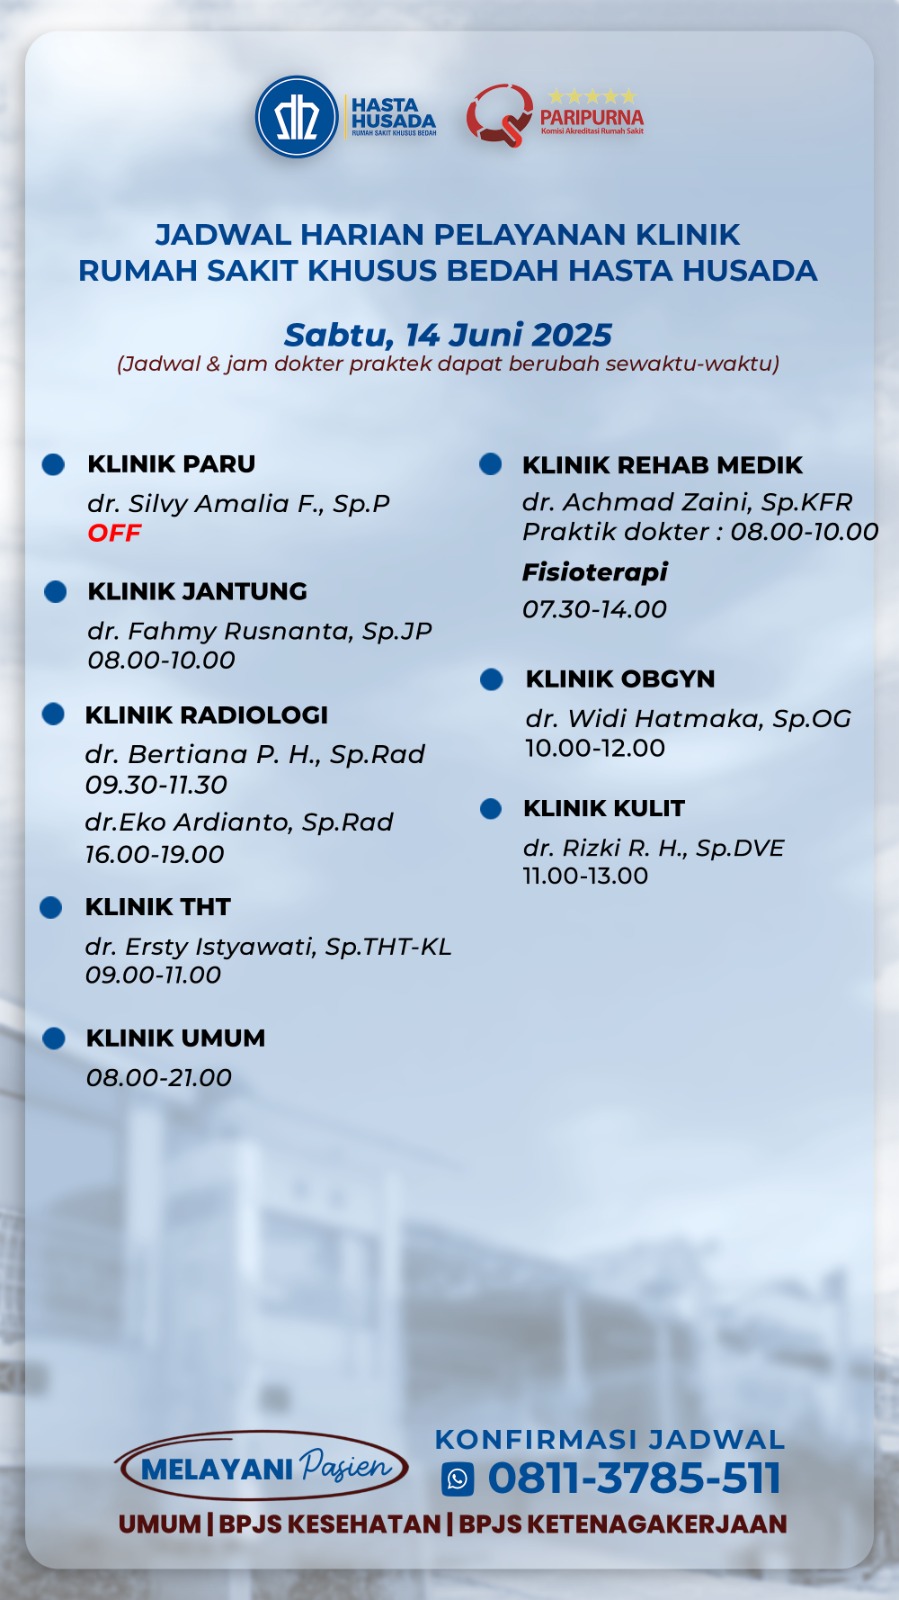 HASTA
HUSADA
RUMAH SAKIT KHUSUS BEDAH
PARIPURNA
Komisi Akreditasi Rumah Sakit
JADWAL HARIAN PELAYANAN KLINIK
RUMAH SAKIT KHUSUS BEDAH HASTA HUSADA
Sabtu, 14 Juni 2025
(Jadwal & jam dokter praktek dapat berubah sewaktu-waktu)
KLINIK PARU
dr. Silvy Amalia F., Sp.P
OFF
KLINIK JANTUNG
dr. Fahmy Rusnanta, Sp.JP
08.00-10.00
KLINIK RADIOLOGI
dr. Bertiana P. H., Sp.Rad
09.30-11.30
dr.Eko Ardianto, Sp.Rad
16.00-19.00
KLINIK THT
dr. Ersty Istyawati, Sp.THT-KL
09.00-11.00
KLINIK UMUM
08.00-21.00
KLINIK REHAB MEDIK
dr. Achmad Zaini, Sp.KFR
Praktik dokter : 08.00-10.00
Fisioterapi
07.30-14.00
KLINIK OBGYN
dr. Widi Hatmaka, Sp.OG
10.00-12.00
KLINIK KULIT
dr. Rizki R. H., Sp.DVE
11.00-13.00
MELAYANI Pasien
KONFIRMASI JADWAL
0811-3785-511
UMUM | BPJS KESEHATAN | BPJS KETENAGAKERJAAN